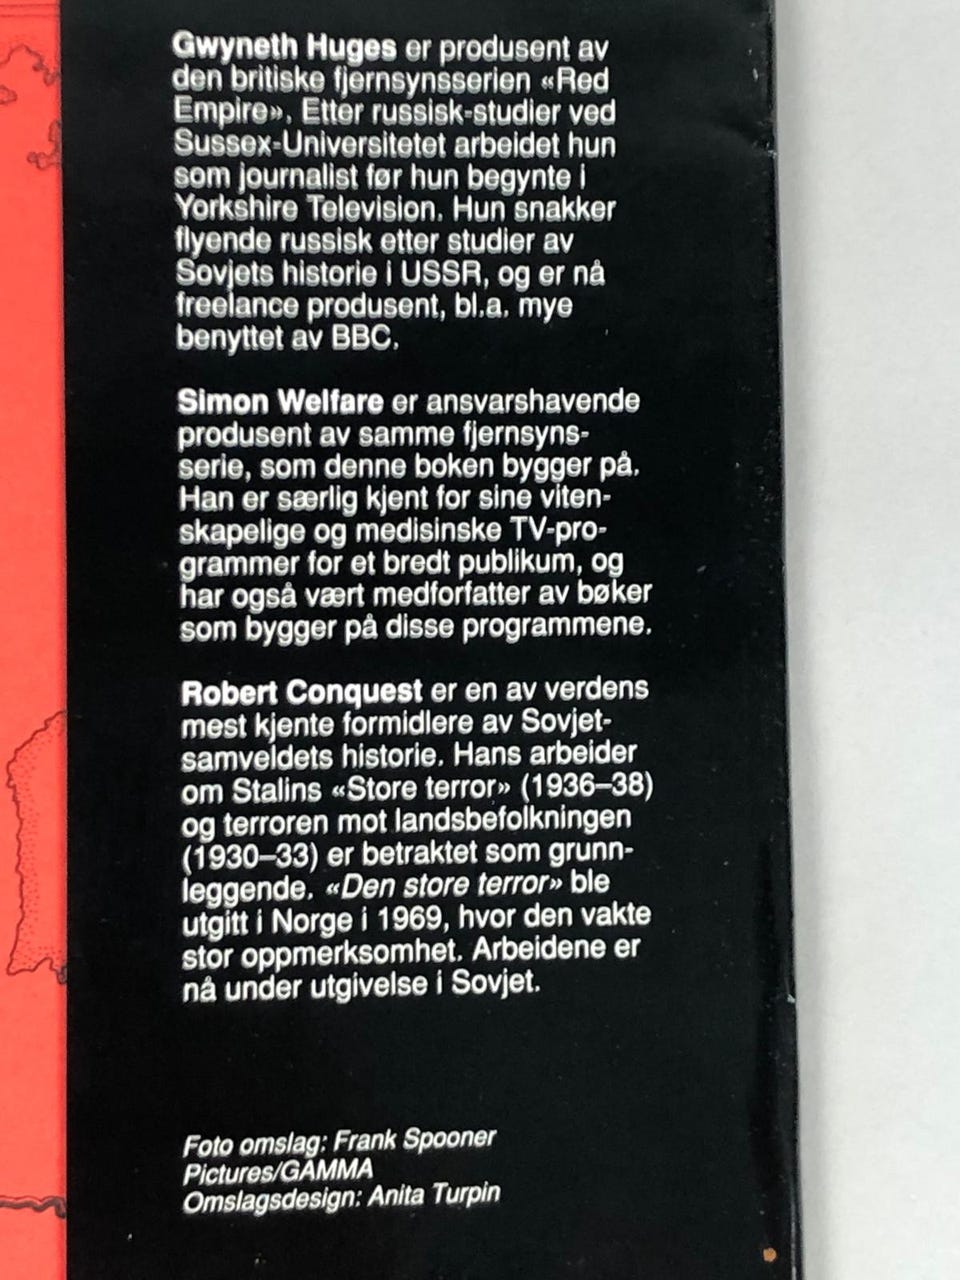 Gwyneth Huges er produsent av
den britiske fjernsynsserien «Red
Empire». Etter russisk-studier ved
Sussex-Universitetet arbeidet hun
som journalist før hun begynte i
Yorkshire Television. Hun snakker
flyende russisk etter studier av
Sovjets historie i USSR, og er nå
freelance produsent, bl.a. mye
benyttet av BBC.
Simon Welfare er ansvarshavende
produsent av samme fjernsyns-
serie, som denne boken bygger på.
Han er særlig kjent for sine viten-
skapelige og medisinske TV-pro-
grammer for et bredt publikum, og
har også vært medforfatter av bøker
som bygger på disse programmene.
Robert Conquest er en av verdens
mest kjente formidlere av Sovjet-
samveldets historie. Hans arbeider
om Stalins «Store terror» (1936–38)
og terroren mot landsbefolkningen
(1930–33) er betraktet som grunn-
leggende. «Den store terror» ble
utgitt i Norge i 1969, hvor den vakte
stor oppmerksomhet. Arbeidene er
nå under utgivelse i Sovjet.
Foto omslag: Frank Spooner
Pictures/GAMMA
Omslagsdesign: Anita Turpin